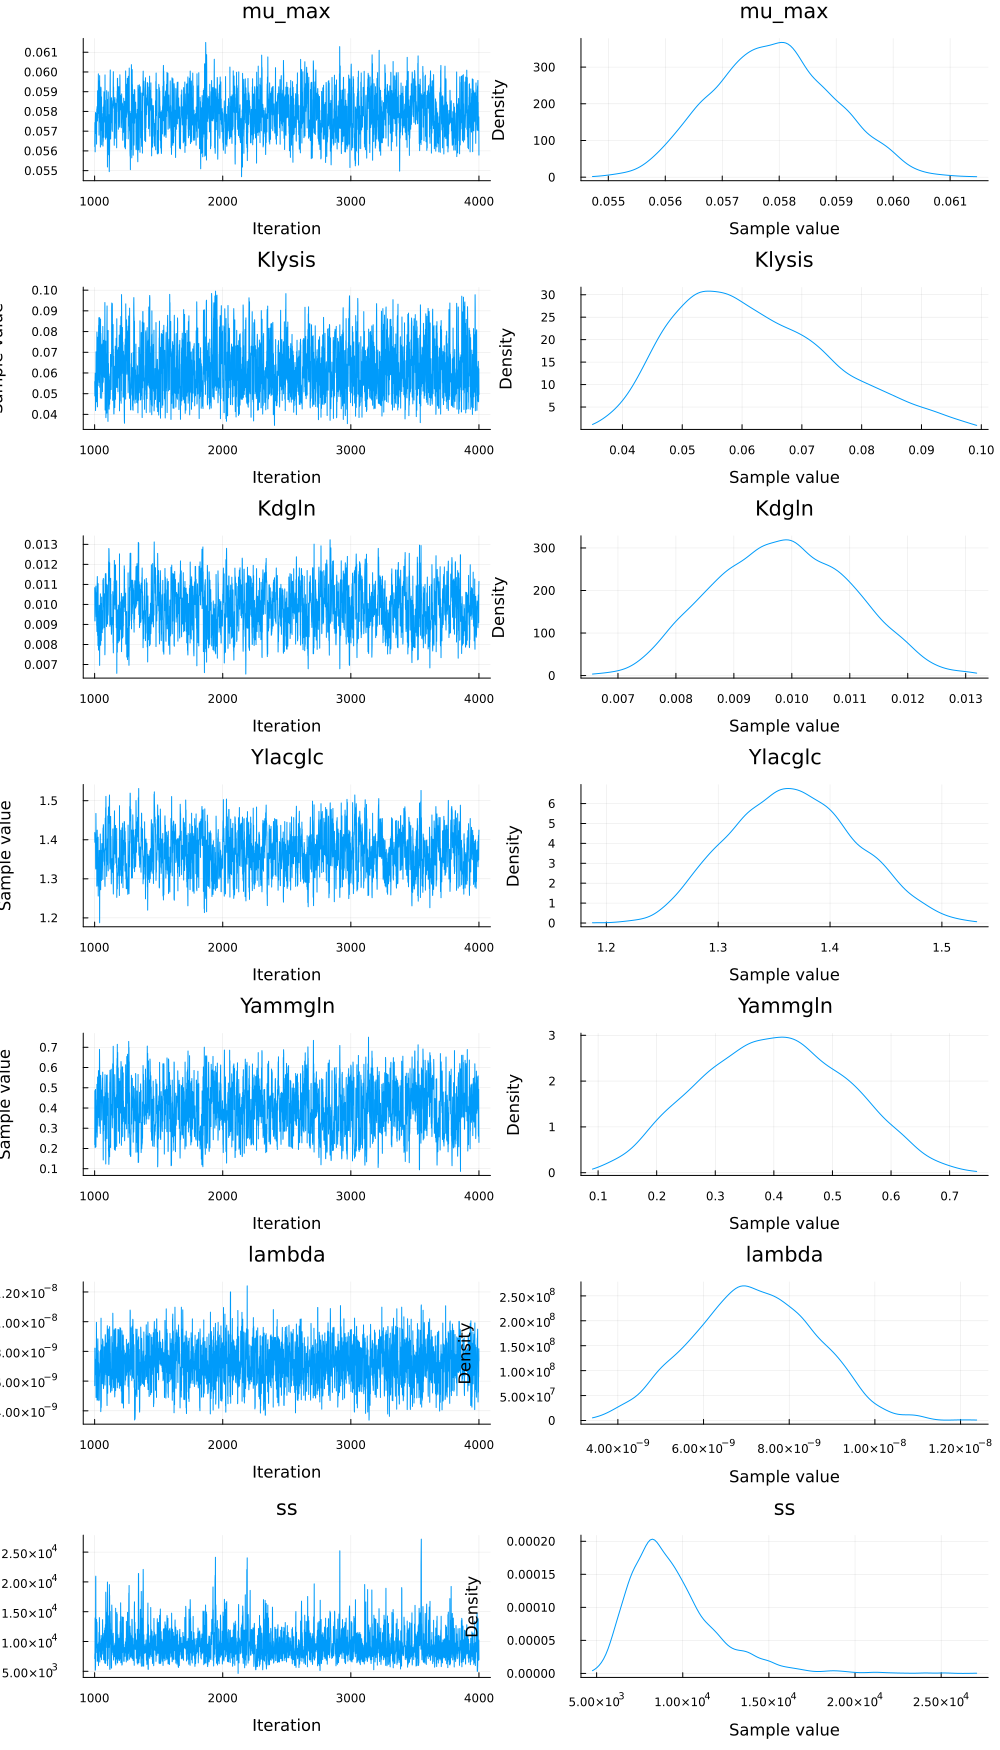 mu_max mu_max
0.061
0.060
0.059
0.058
0.057
0.056
0.055
1000 2000 3000 4000
Iteration
Density
300
200
100
0
0.055 0.056 0.057 0.058 0.059 0.060 0.061
Sample value
Klysis Klysis
0.10
0.09
0.08
0.07
0.06
0.05
0.04
1000 2000 3000 4000
Iteration
Density
30
25
20
15
10
5
0.04 0.05 0.06 0.07 0.08 0.09 0.10
Sample value
Kdgln Kdgln
0.013
0.012
0.011
0.010
0.009
0.008
0.007
1000 2000 3000 4000
Iteration
Density
300
200
100
0
0.007 0.008 0.009 0.010 0.011 0.012 0.013
Sample value
Ylacglc Ylacglc
Sample value
1.5
1.4
1.3
1.2
1000 2000 3000 4000
Iteration
Density
6
5
4
3
2
1
0
1.2 1.3 1.4 1.5
Sample value
Yammgln Yammgln
Sample value
0.7
0.6
0.5
0.4
0.3
0.2
0.1
1000 2000 3000 4000
Iteration
Density
3
2
1
0
0.1 0.2 0.3 0.4 0.5 0.6 0.7
Sample value
lambda lambda
.20×10⁻⁸
.00×10⁻⁸
.00×10⁻⁹
.00×10⁻⁹
.00×10⁻⁹
1000 2000 3000 4000
Iteration
Density
2.50×10⁸
2.00×10⁸
1.50×10⁸
1.00×10⁸
5.00×10⁷
0
4.00×10⁻⁹ 6.00×10⁻⁹ 8.00×10⁻⁹ 1.00×10⁻⁸ 1.20×10⁻⁸
Sample value
ss ss
2.50×10⁴
2.00×10⁴
1.50×10⁴
1.00×10⁴
5.00×10³
1000 2000 3000 4000
Iteration
Density
0.00020
0.00015
0.00010
0.00005
0.00000
5.00×10³ 1.00×10⁴ 1.50×10⁴ 2.00×10⁴ 2.50×10⁴
Sample value